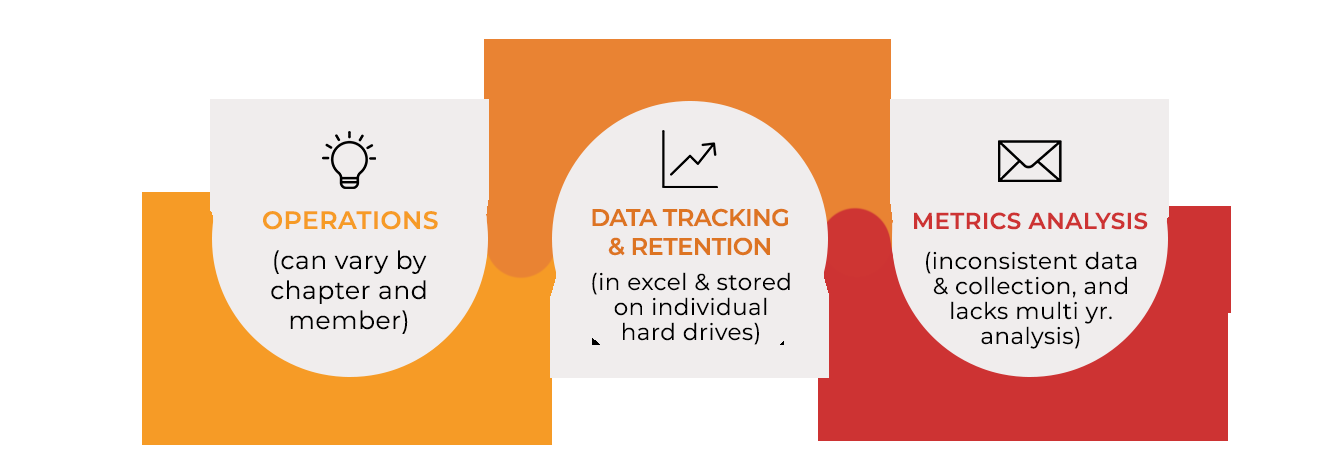 OPERATIONS
(can vary by
chapter and
member)
DATA TRACKING
& RETENTION
(in excel & stored
on individual
hard drives)
METRICS ANALYSIS
(inconsistent data
& collection, and
lacks multi yr.
analysis)